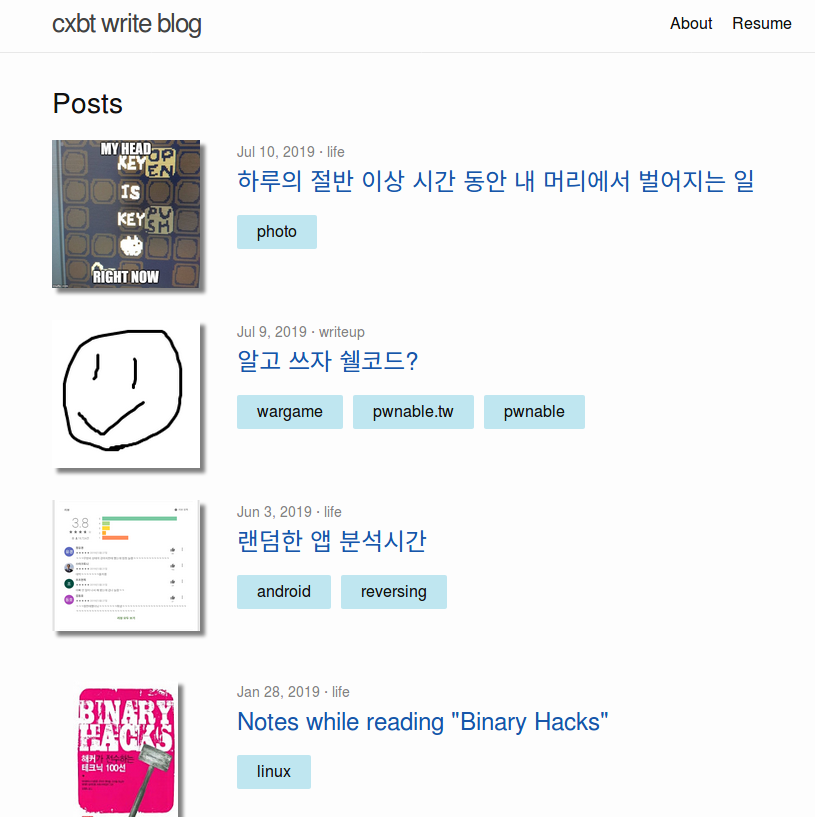 cxbt write blog
About Resume
Posts
MY HEAD
KEY OPEN
IS
KEY PUSH
RIGHT NOW
Jul 10, 2019 · life
하루의 절반 이상 시간 동안 내 머리에서 벌어지는 일
photo
Jul 9, 2019 · writeup
알고 쓰자 쉘코드?
wargame pwnable.tw pwnable
3.8
Jun 3, 2019 · life
랜덤한 앱 분석시간
android reversing
BINARY
HACKS
해커가 전수하는
테크닉 100선
Jan 28, 2019 · life
Notes while reading "Binary Hacks"
linux